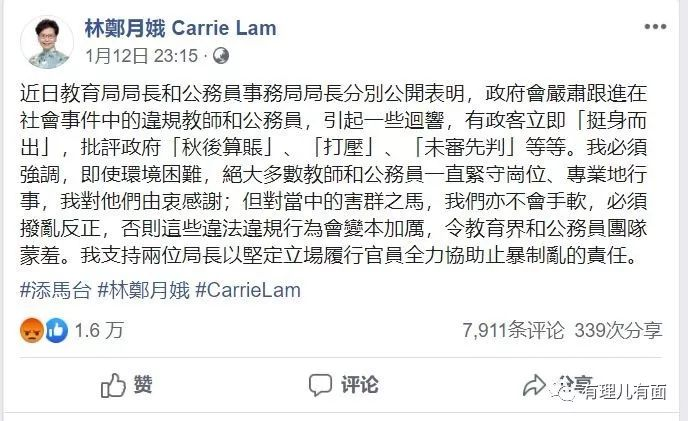 林鄭月娥 Carrie Lam
1月12日 23:15 ·
近日教育局局長和公務員事務局局長分別公開表明，政府會嚴肅跟進在
社會事件中的違規教師和公務員，引起一些迴響，有政客立即「挺身而
出」，批評政府「秋後算賬」、「打壓」、「未審先判」等等。我必須
強調，即使環境困難，絕大多數教師和公務員一直緊守崗位、專業地行
事，我對他們由衷感謝；但對當中的害群之馬，我們亦不會手軟，必須
撥亂反正，否則這些違法違規行為會變本加厲，令教育界和公務員團隊
蒙羞。我支持兩位局長以堅定立場履行官員全力協助止暴制亂的責任。
#添馬台 #林鄭月娥 #CarrieLam
1.6 万
7,911条评论 339次分享
赞
评论
分享
有理儿有面